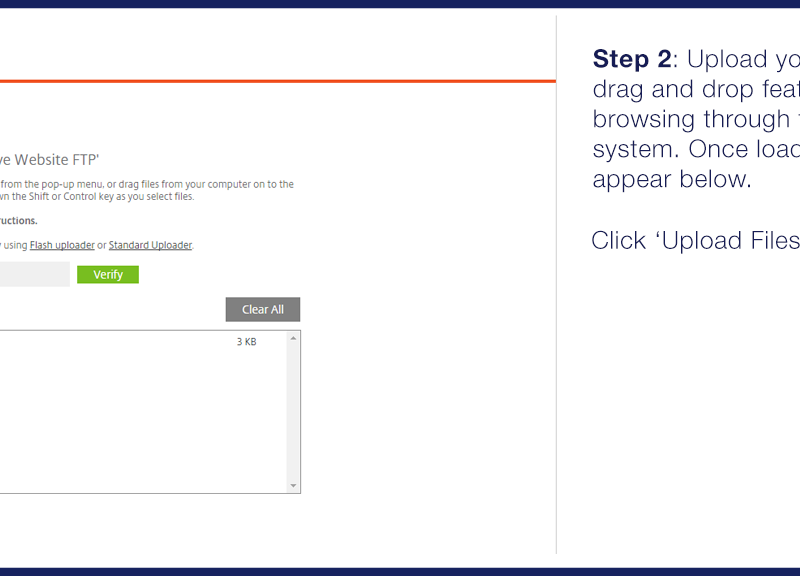 ve Website FTP'
from the pop-up menu, or drag files from your computer on to the
wn the Shift or Control key as you select files.
ructions.
y using Flash uploader or Standard Uploader.
Verify
Clear All
3 KB
Step 2: Upload yo
drag and drop feat
browsing through
system. Once load
appear below.
Click ‘Upload Files